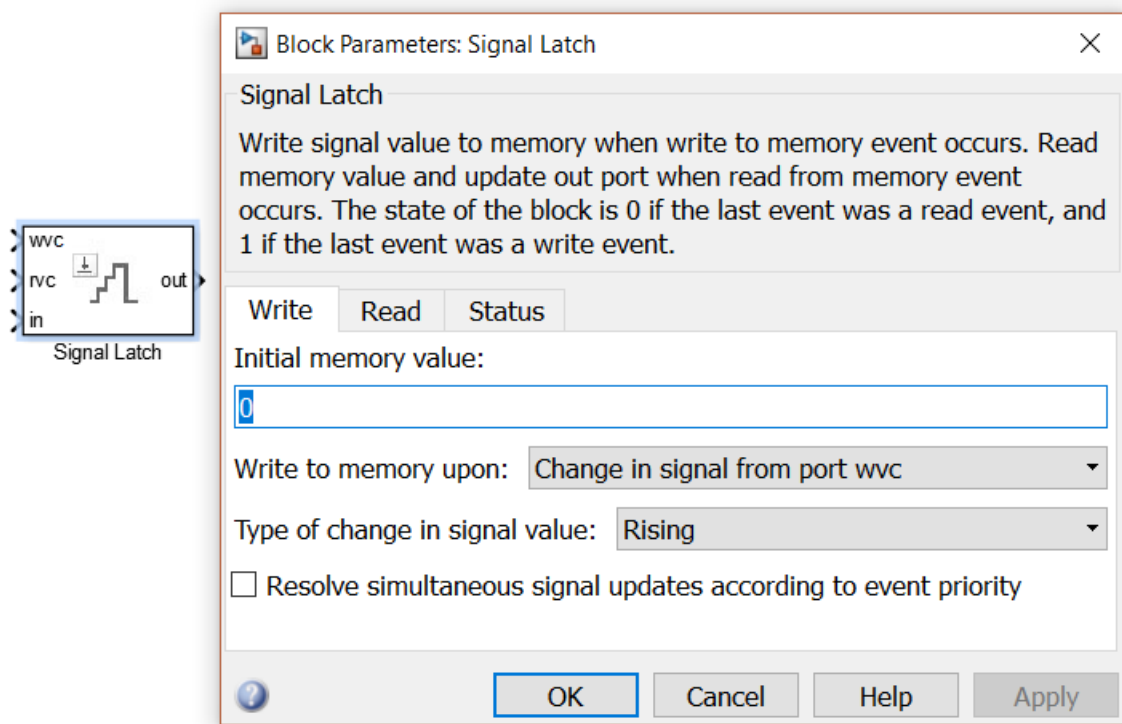 Block Parameters: Signal Latch
Signal Latch
Write signal value to memory when write to memory event occurs. Read
memory value and update out port when read from memory event
occurs. The state of the block is 0 if the last event was a read event, and
1 if the last event was a write event.
wvc
rvc
out
in
Signal Latch
Write
Read
Status
Initial memory value:
0
Write to memory upon: Change in signal from port wvc
Type of change in signal value: Rising
Resolve simultaneous signal updates according to event priority
?
OK
Cancel
Help
Apply